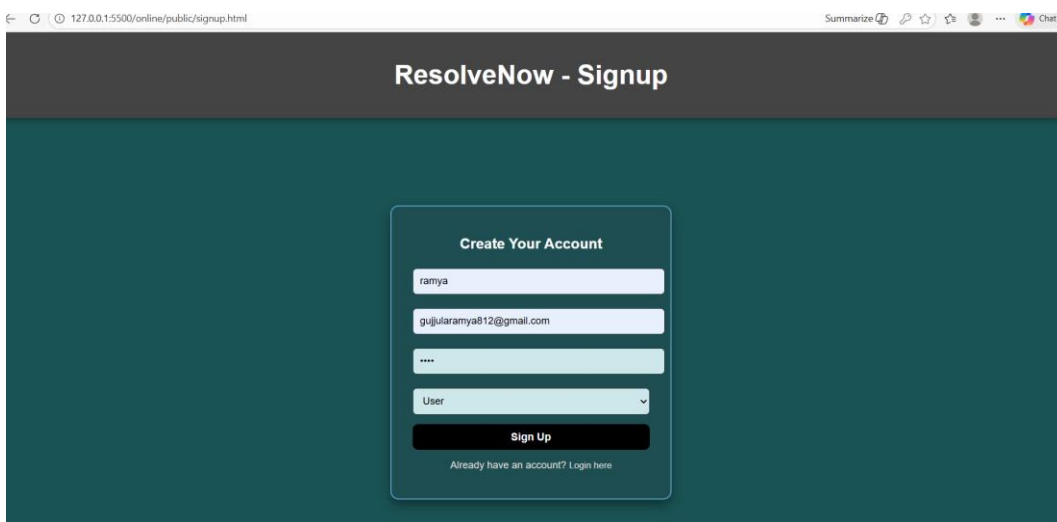 127.0.0.1:5500/online/public/signup.html
Summarize
Chat
ResolveNow - Signup
Create Your Account
ramya
gujjularamya812@gmail.com
••••
User
Sign Up
Already have an account? Login here